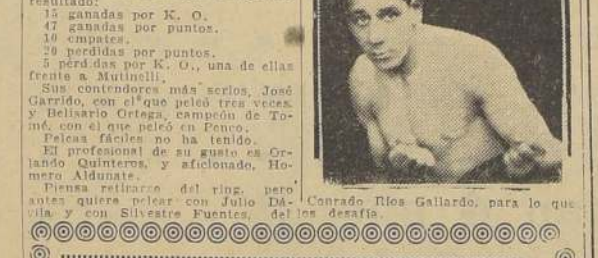 resultado:
15 ganadas por K. O.
47 ganadas por puntos.
10 empates.
20 perdidas por puntos.
5 perdidas por K. O., una de ellas
frente a Mutinelli.
Sus contendores más serios, José
Garrido, con el que peleó tres veces
y Belisario Ortega, campeón de To-
mé, con el que peleó en Penco.
Peleas fáciles no ha tenido.
El profesional de su gusto es Or-
lando Quinteros, y aficionado, Ho-
mero Aldunate.
Piensa retirarse del ring, pero
antes quiere pelear con Julio Dá-
vila y con Silvestre Fuentes, del
Conrado Ríos Gallardo, para lo que
los desafía.